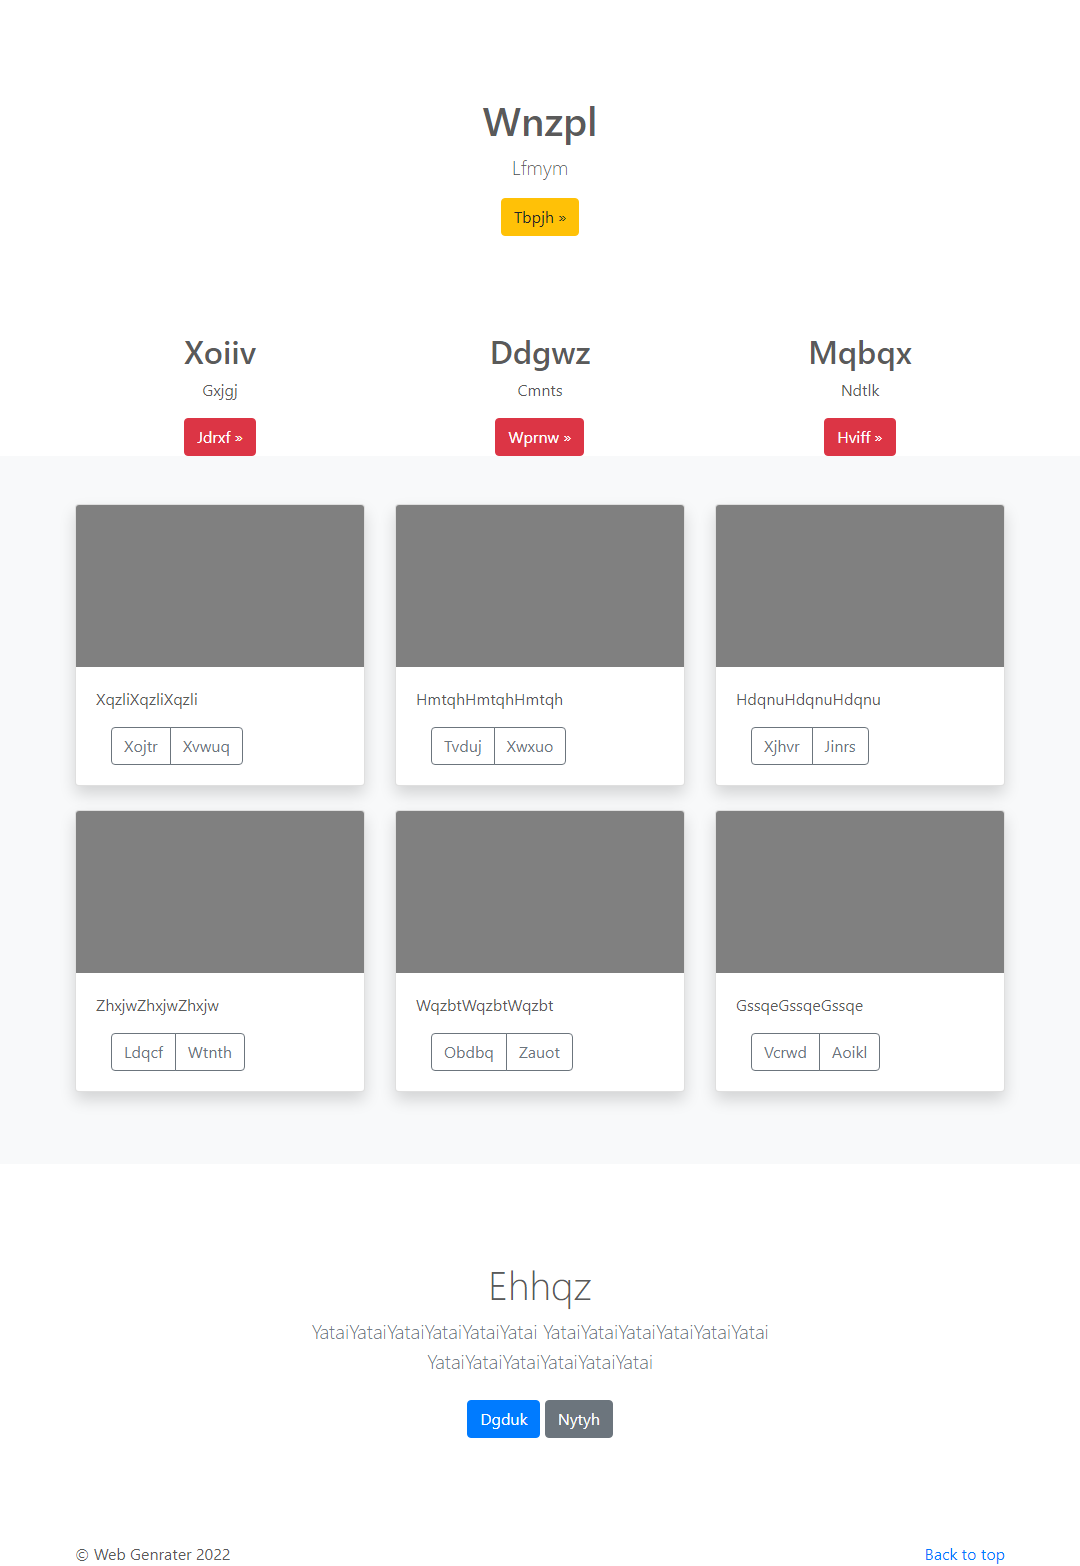 Wnzpl
Lfmym
Tbpjh »
Xoiiv
Gxjgj
Jdrxf »
Ddgwz
Cmnts
Wprnw »
Mqbqx
Ndtlk
Hviff »
XqzliXqzliXqzli
Xojtr Xvwuq
HmtqhHmtqhHmtqh
Tvduj Xwxuo
HdqnuHdqnuHdqnu
Xjhvr Jinrs
ZhxjwZhxjwZhxjw
Ldqcf Wtnth
WqzbtWqzbtWqzbt
Obdbq Zauot
GssqeGssqeGssqe
Vcrwd Aoikl
Ehhqz
YataiYataiYataiYataiYataiYatai YataiYataiYataiYataiYataiYatai
YataiYataiYataiYataiYataiYatai
Dgduk Nytyh
© Web Genrater 2022
Back to top